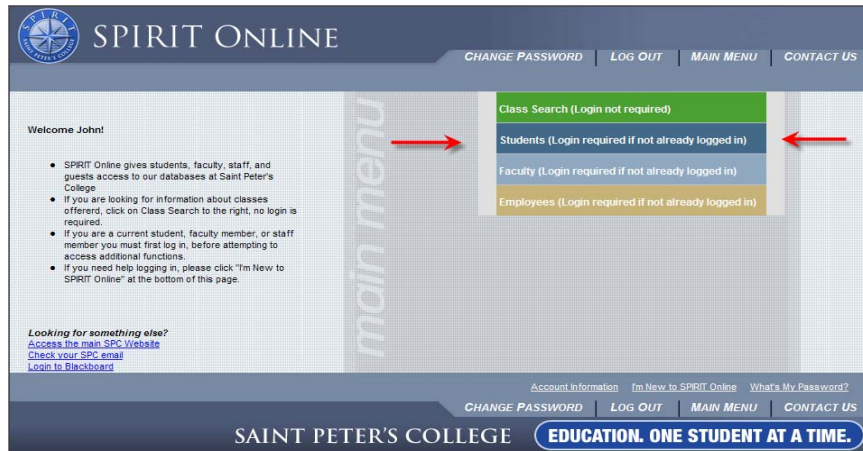 SPIRIT
ST PETER'S COLLEGE
SPIRIT ONLINE
CHANGE PASSWORD | LOG OUT | MAIN MENU | CONTACT US
Welcome John!
• SPIRIT Online gives students, faculty, staff, and
guests access to our databases at Saint Peter's
College
• If you are looking for information about classes
offererd, click on Class Search to the right, no login is
required.
• If you are a current student, faculty member, or staff
member you must first log in, before attempting to
access additional functions.
• If you need help logging in, please click "I'm New to
SPIRIT Online" at the bottom of this page.
Looking for something else?
Access the main SPC Website
Check your SPC email
Login to Blackboard
main menu
Class Search (Login not required)
Students (Login required if not already logged in)
Faculty (Login required if not already logged in)
Employees (Login required if not already logged in)
Account Information I'm New to SPIRIT Online What's My Password?
CHANGE PASSWORD | LOG OUT | MAIN MENU | CONTACT US
SAINT PETER'S COLLEGE EDUCATION. ONE STUDENT AT A TIME.